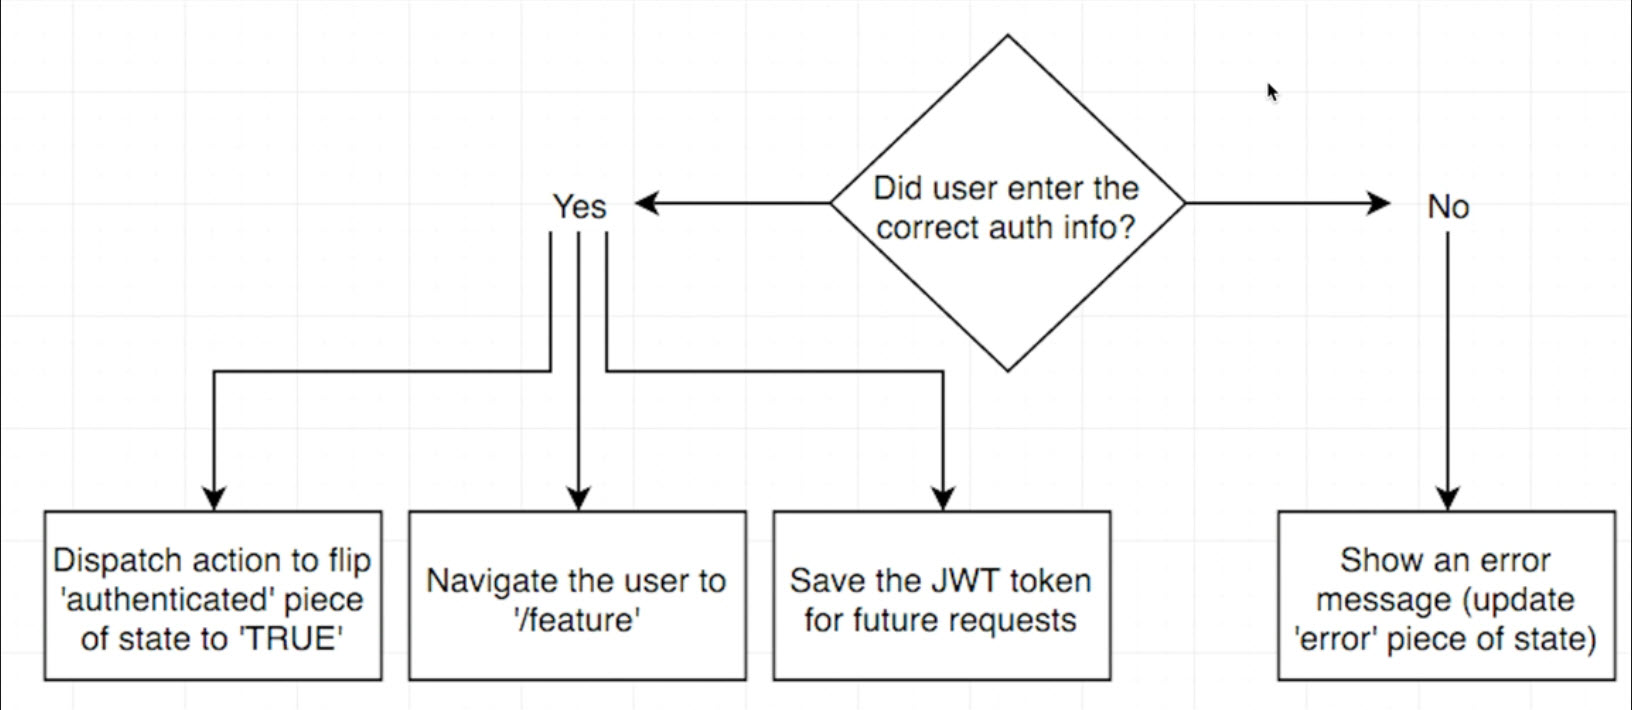 Did user enter the
correct auth info?
Yes
No
Dispatch action to flip
'authenticated' piece
of state to 'TRUE'
Navigate the user to
'/feature'
Save the JWT token
for future requests
Show an error
message (update
'error' piece of state)